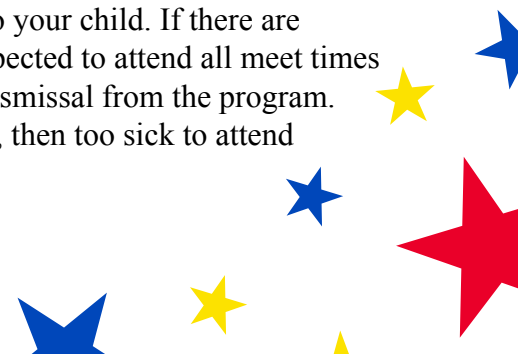 o your child. If there are
pected to attend all meet times
smissal from the program.
, then too sick to attend